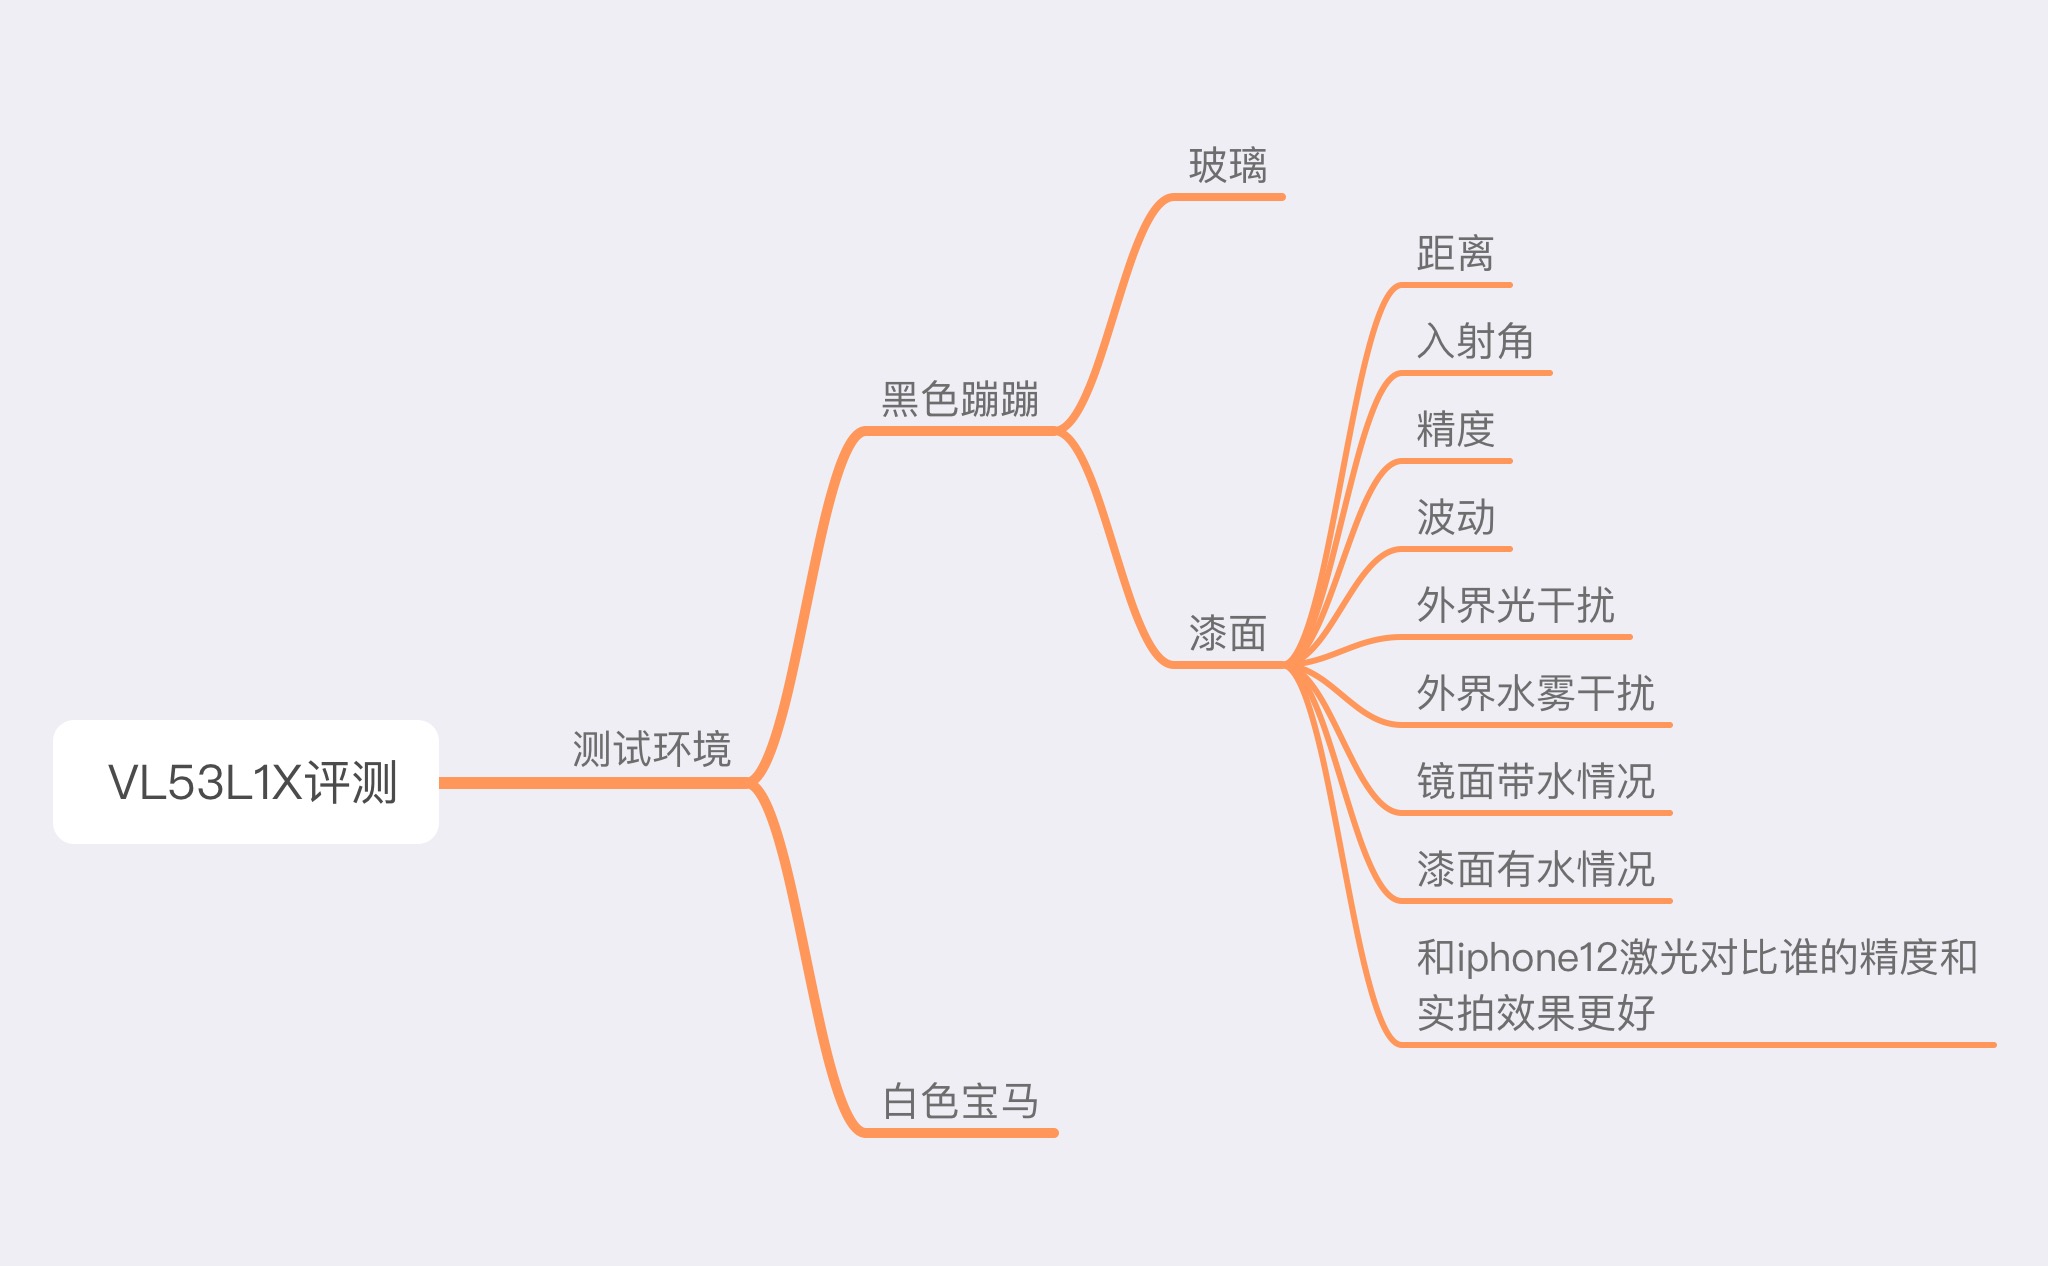 VL53L1X评测
测试环境
黑色蹦蹦
玻璃
漆面
距离
入射角
精度
波动
外界光干扰
外界水雾干扰
镜面带水情况
漆面有水情况
和iphone12激光对比谁的精度和
实拍效果更好
白色宝马